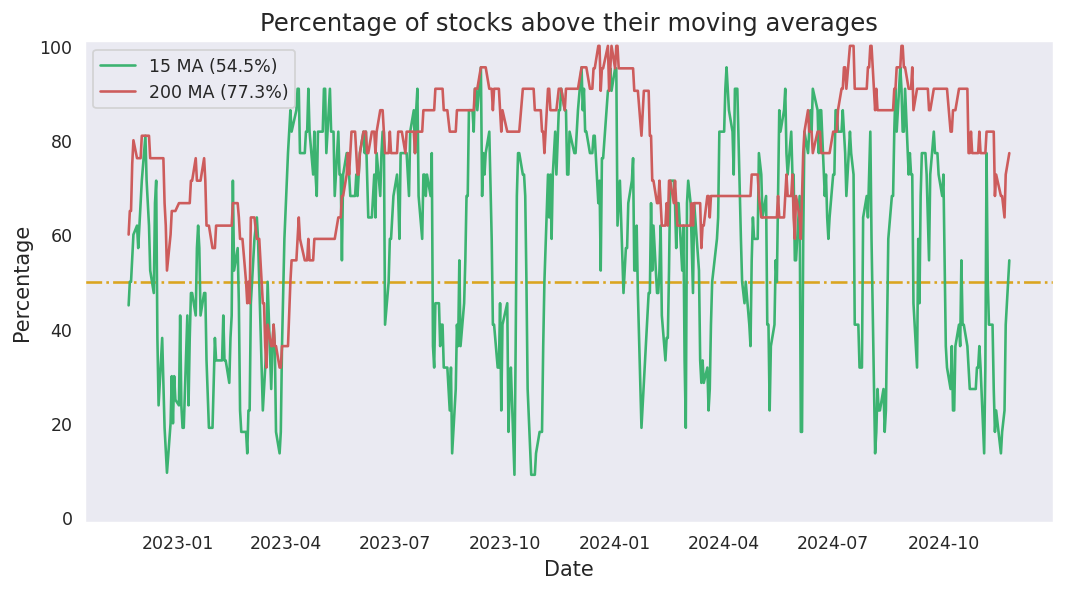 Percentage of stocks above their moving averages
15 MA (54.5%)
200 MA (77.3%)
Percentage
100
80
60
40
20
0
2023-01 2023-04 2023-07 2023-10 2024-01 2024-04 2024-07 2024-10
Date